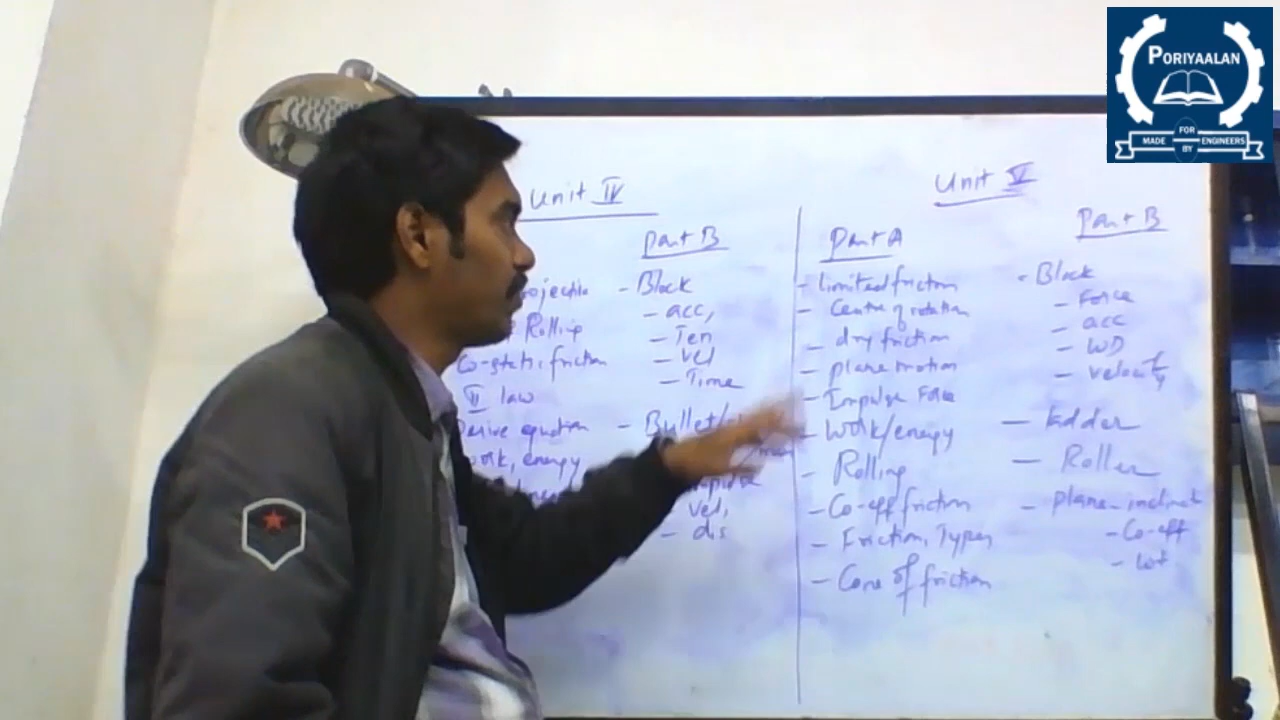 PORIYAALAN
MADE FOR BY ENGINEERS
Unit IV
Part B
Rolling
Co-static friction
II law
Derive equation
work, energy
- Block
- acc,
- Ten
- Vel
- Time
- Bullet/
vel,
- dis
Unit V
Part A
- Limited friction
- Centre of rotation
- dry friction
- plane motion
- Impulse Force
- Work/energy
- Rolling
- Co-eff friction
- Friction, Types
- Cone of friction
Part B
- Block
- Force
- acc
- WD
- velocity
- Ladder
- Roller
- plane-inclined
- Co-eff
- wt